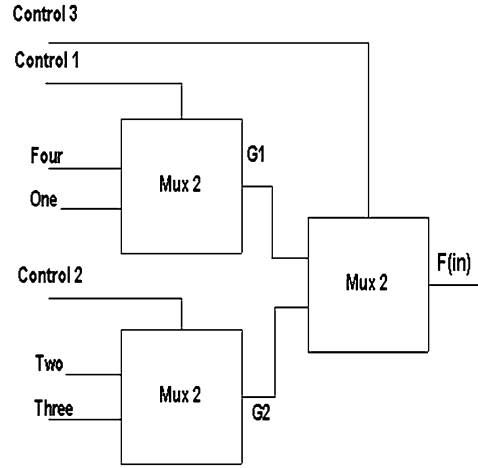 Control 3
Control 1
Four
One
Mux 2
G1
Control 2
Two
Three
Mux 2
G2
Mux 2
F(in)